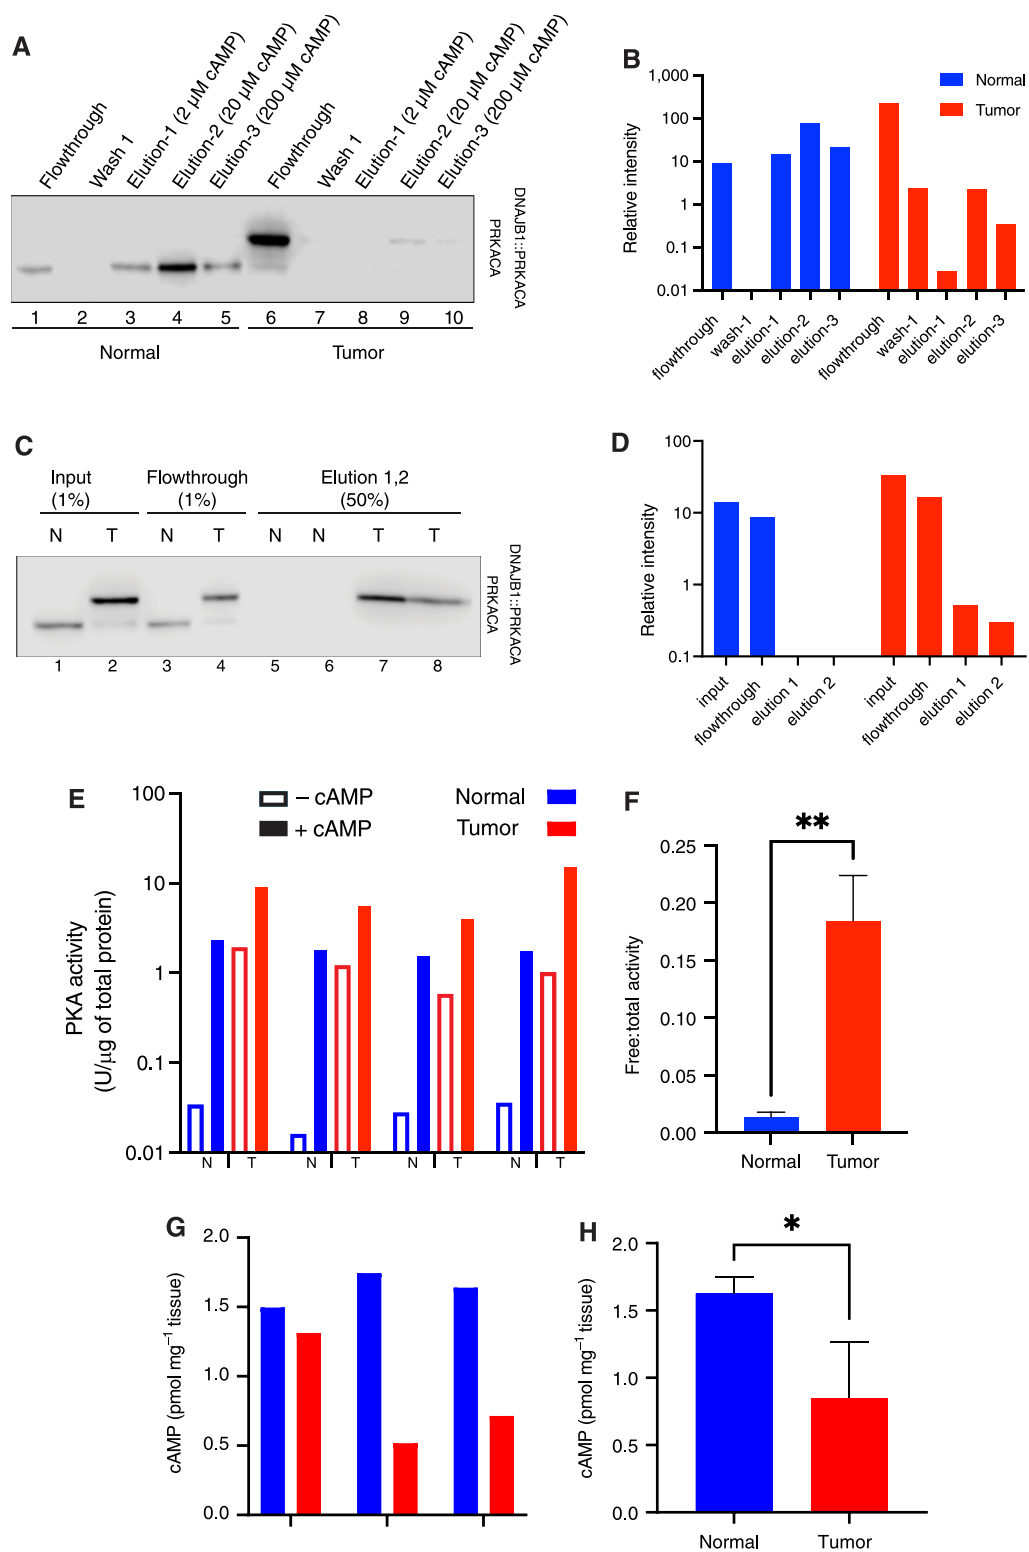 A
Flowthrough
Wash 1
Elution-1 (2 µM cAMP)
Elution-2 (20 µM cAMP)
Elution-3 (200 µM cAMP)
Flowthrough
Wash 1
Elution-1 (2 µM cAMP)
Elution-2 (20 µM cAMP)
Elution-3 (200 µM cAMP)
DNAJB1::PRKACA
PRKACA
1 2 3 4 5 6 7 8 9 10
Normal Tumor
B
Relative intensity
1,000
100
10
1
0.1
0.01
Normal
Tumor
flowthrough
wash-1
elution-1
elution-2
elution-3
flowthrough
wash-1
elution-1
elution-2
elution-3
C
Input Flowthrough Elution 1,2
(1%) (1%) (50%)
N T N T N N T T
DNAJB1::PRKACA
PRKACA
1 2 3 4 5 6 7 8
D
Relative intensity
100
10
1
0.1
input
flowthrough
elution 1
elution 2
input
flowthrough
elution 1
elution 2
E
PKA activity
(U/µg of total protein)
100
10
1
0.1
0.01
– cAMP
+ cAMP
Normal
Tumor
N T N T N T N T
F
**
Free:total activity
0.25
0.20
0.15
0.10
0.05
0.00
Normal Tumor
G
cAMP (pmol mg⁻¹ tissue)
2.0
1.5
1.0
0.5
0.0
H
*
cAMP (pmol mg⁻¹ tissue)
2.0
1.5
1.0
0.5
0.0
Normal Tumor